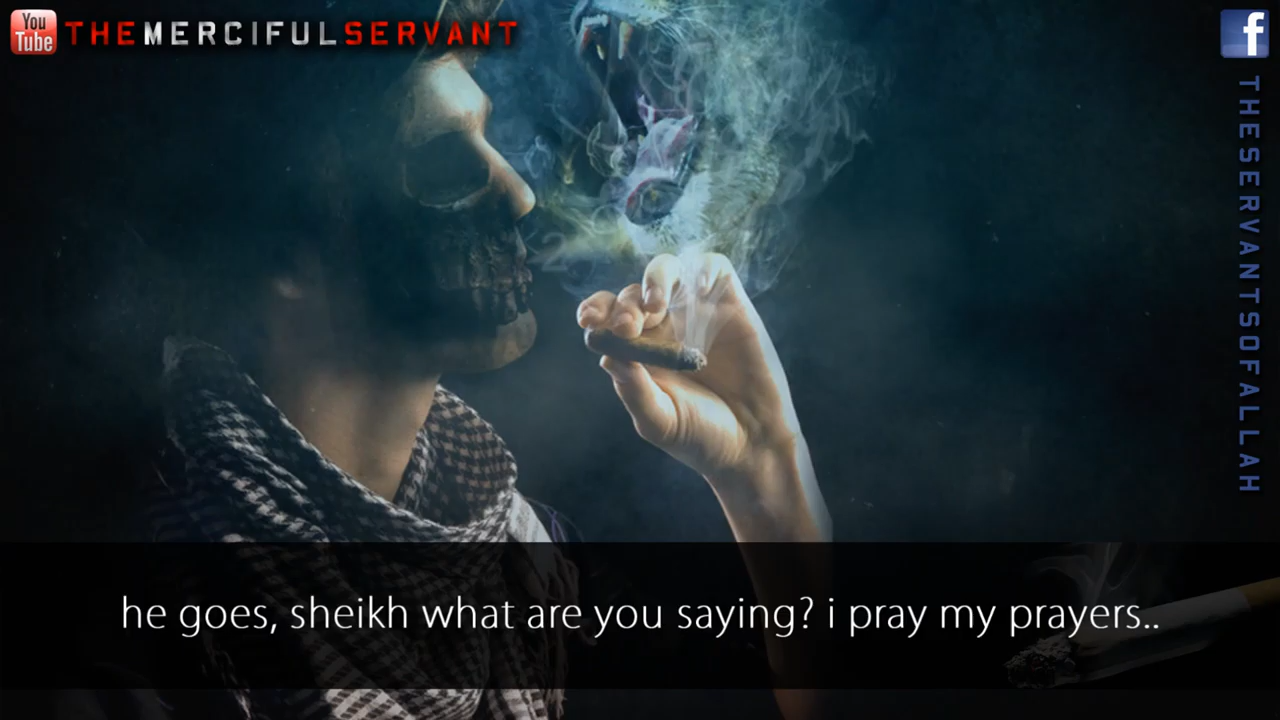 You
Tube
THEMERCIFULSERVANT
f
THESERVANTSOFALLAH
he goes, sheikh what are you saying? i pray my prayers..